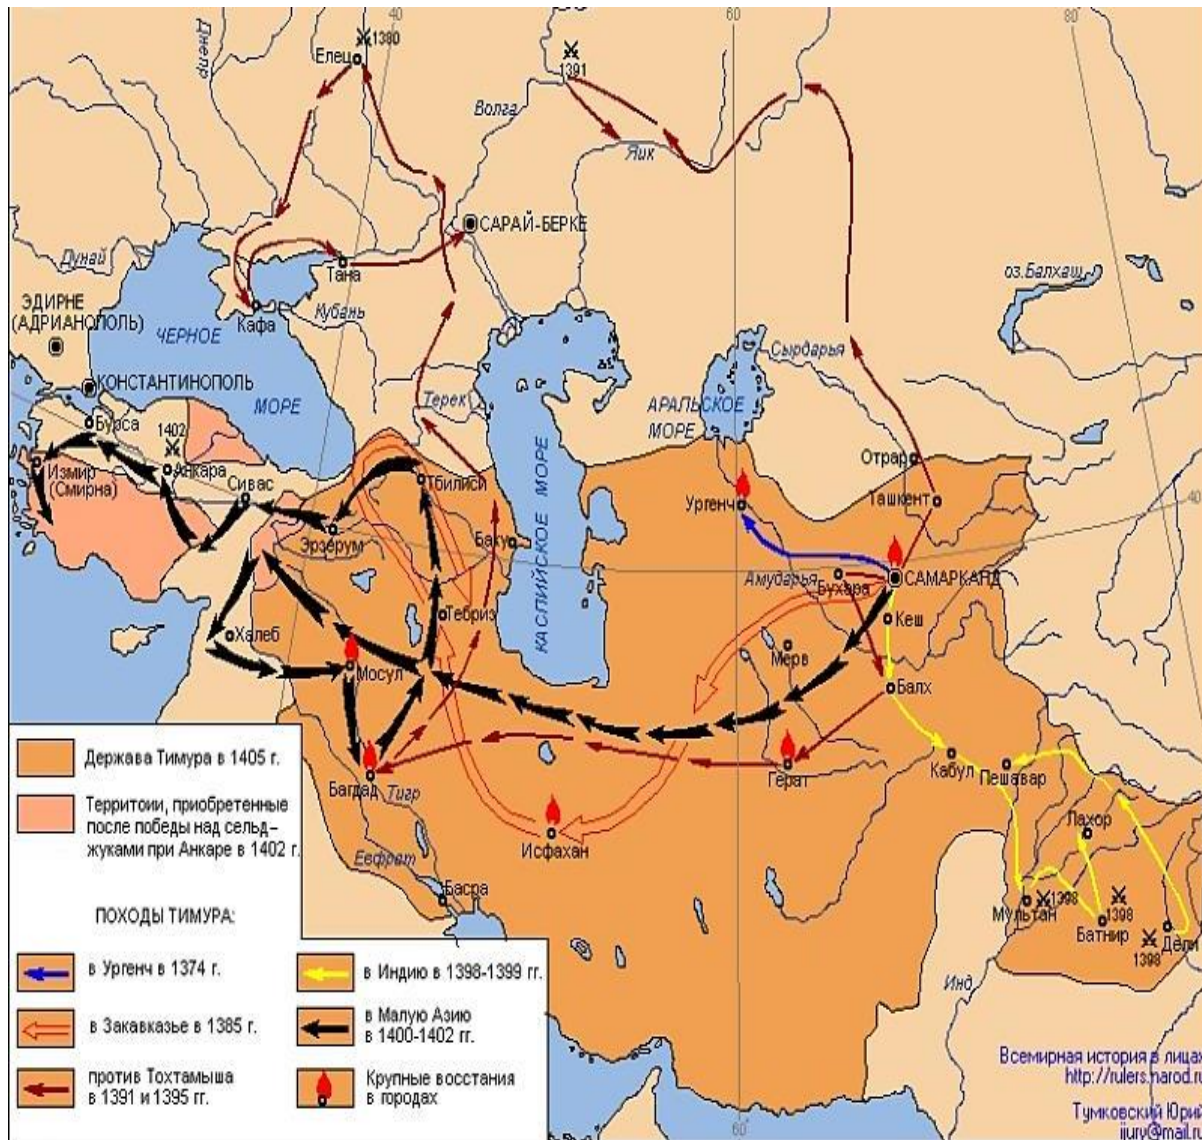 40
60
80
Днепр
1380
Елец
1391
Волга
Яик
САРАЙ-БЕРКЕ
Дунай
Тана
оз.Балхаш
ЭДИРНЕ
(АДРИАНОПОЛЬ)
Кафа
Кубань
ЧЕРНОЕ
МОРЕ
Сырдарья
КОНСТАНТИНОПОЛЬ
Терек
АРАЛЬСКОЕ
МОРЕ
Бурса
1402
КАСПИЙСКОЕ МОРЕ
Измир
(Смирна)
Анкара
Сивас
Тбилиси
Отрар
Ургенч
Ташкент
40
Эрзерум
Баку
Амударья
Бухара
САМАРКАНД
Тебриз
Кеш
Халеб
Мерв
Мосул
Балх
Кабул
Пешавар
Герат
Багдад
Тигр
Лахор
Исфахан
Евфрат
Басра
Мультан
1398
1398
Батнир
1398
Дели
Инд
Держава Тимура в 1405 г.
Территоии, приобретенные
после победы над сельд-
жуками при Анкаре в 1402 г.
ПОХОДЫ ТИМУРА:
в Ургенч в 1374 г.
в Закавказье в 1385 г.
против Тохтамыша
в 1391 и 1395 гг.
в Индию в 1398-1399 гг.
в Малую Азию
в 1400-1402 гг.
Крупные восстания
в городах
60°
Всемирная история в лицах
http://rulers.narod.ru
Тумковский Юрий